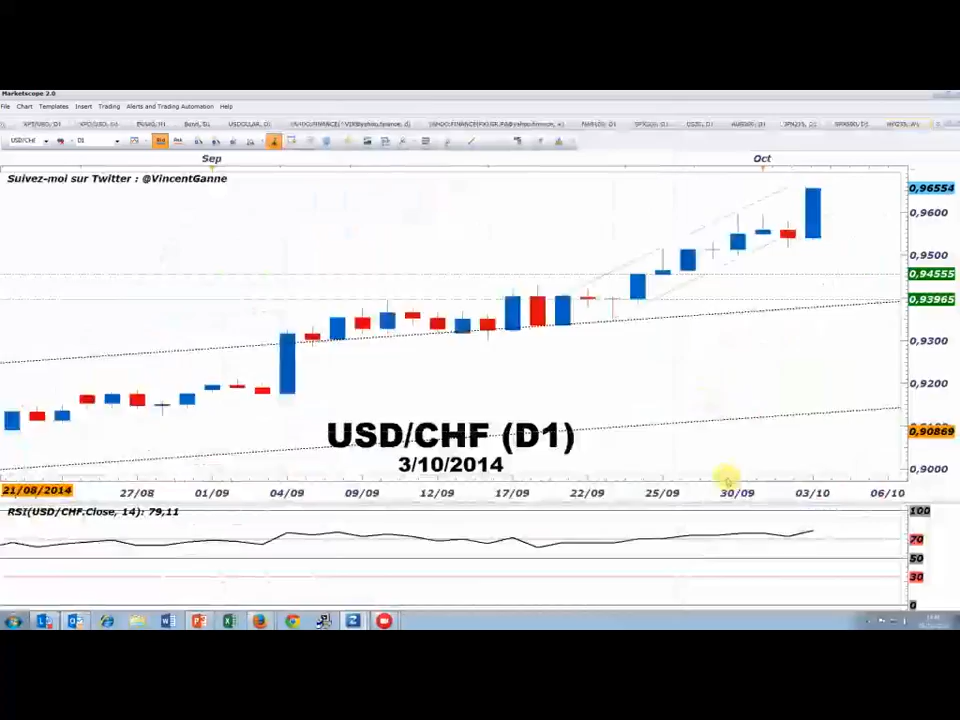 Marketscope 2.0
File Chart Templates Insert Trading Alerts and Trading Automation Help
USD/CHF D1
Sep Oct
Suivez-moi sur Twitter : @VincentGanne
0,96554
0,9600
0,9500
0,94555
0,93965
0,9300
0,9200
0,90869
0,9000
USD/CHF (D1)
3/10/2014
21/08/2014 27/08 01/09 04/09 09/09 12/09 17/09 22/09 25/09 30/09 03/10 06/10
RSI(USD/CHF.Close, 14): 79,11
100
70
50
30
0